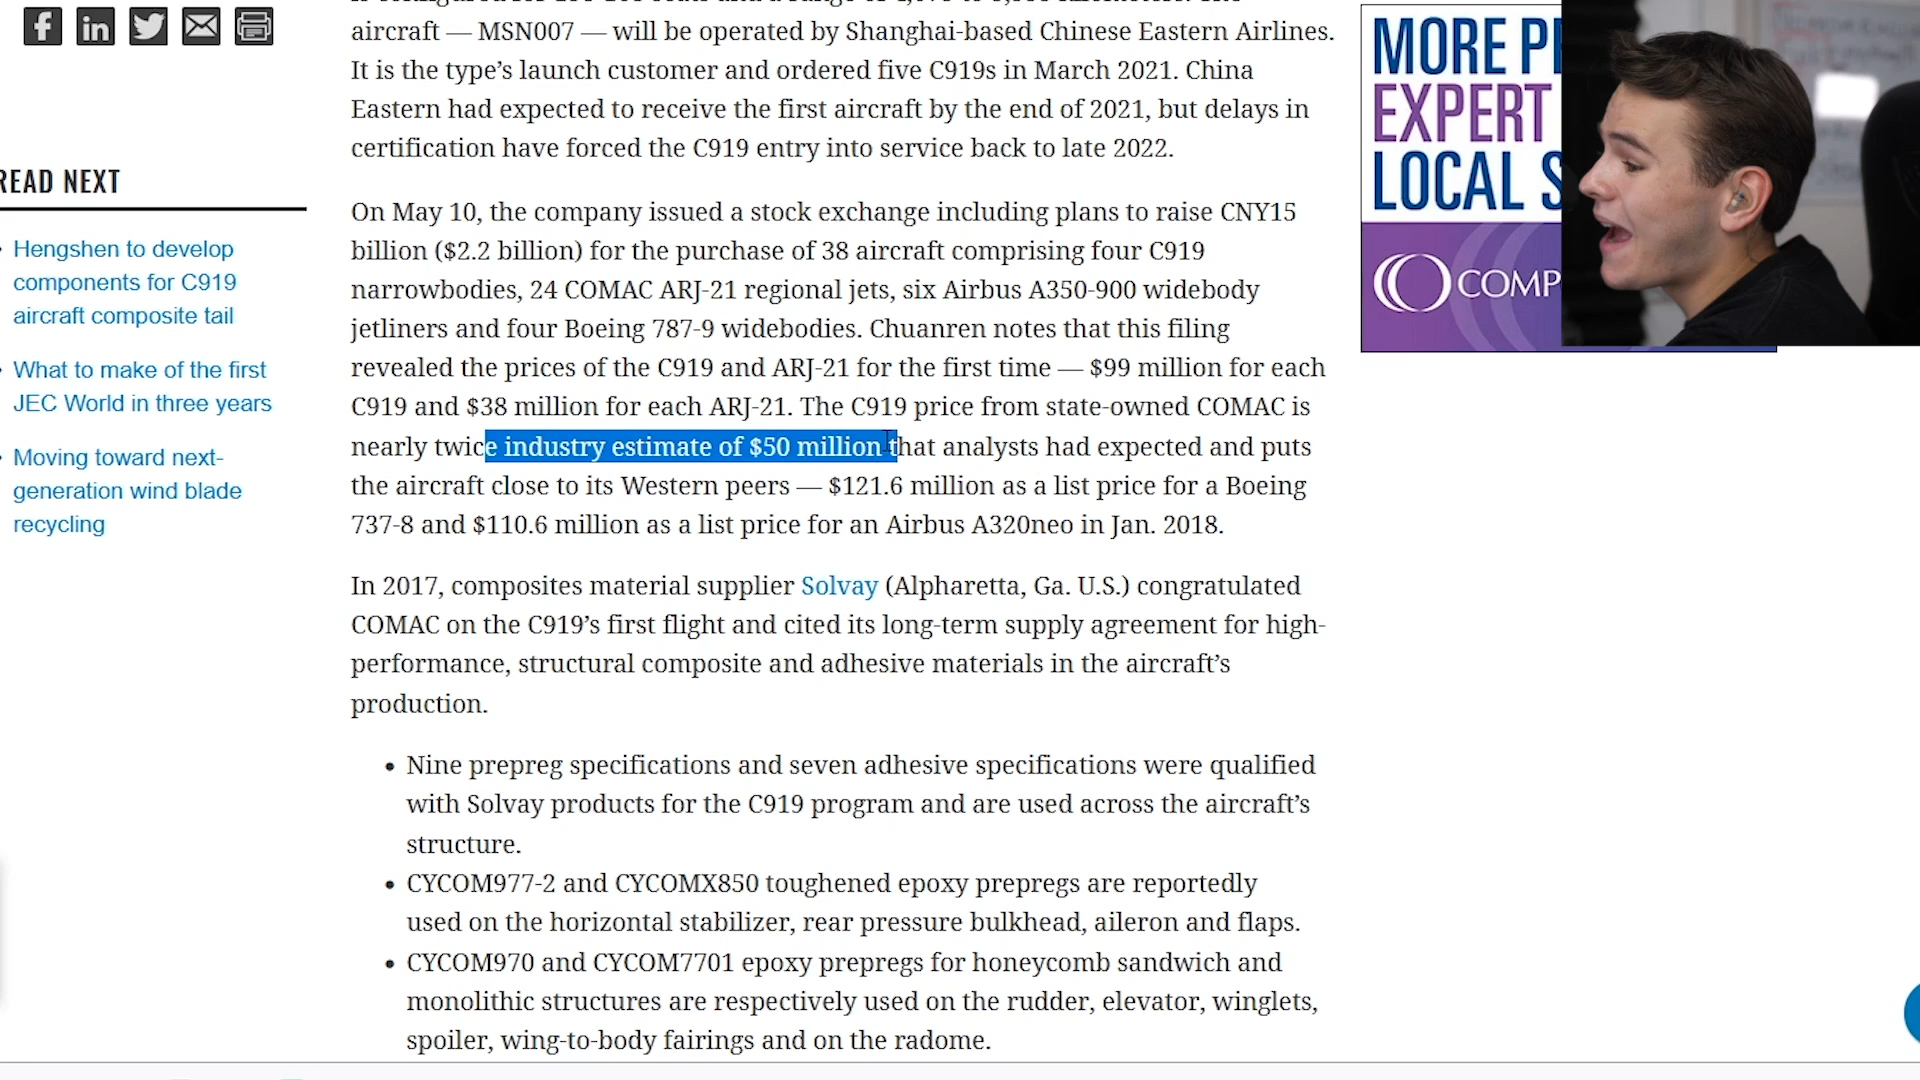 aircraft — MSN007 — will be operated by Shanghai-based Chinese Eastern Airlines.
It is the type’s launch customer and ordered five C919s in March 2021. China
Eastern had expected to receive the first aircraft by the end of 2021, but delays in
certification have forced the C919 entry into service back to late 2022.
READ NEXT
Hengshen to develop
components for C919
aircraft composite tail
What to make of the first
JEC World in three years
Moving toward next-
generation wind blade
recycling
On May 10, the company issued a stock exchange including plans to raise CNY15
billion ($2.2 billion) for the purchase of 38 aircraft comprising four C919
narrowbodies, 24 COMAC ARJ-21 regional jets, six Airbus A350-900 widebody
jetliners and four Boeing 787-9 widebodies. Chuanren notes that this filing
revealed the prices of the C919 and ARJ-21 for the first time — $99 million for each
C919 and $38 million for each ARJ-21. The C919 price from state-owned COMAC is
nearly twice industry estimate of $50 million that analysts had expected and puts
the aircraft close to its Western peers — $121.6 million as a list price for a Boeing
737-8 and $110.6 million as a list price for an Airbus A320neo in Jan. 2018.
In 2017, composites material supplier Solvay (Alpharetta, Ga. U.S.) congratulated
COMAC on the C919’s first flight and cited its long-term supply agreement for high-
performance, structural composite and adhesive materials in the aircraft’s
production.
• Nine prepreg specifications and seven adhesive specifications were qualified
with Solvay products for the C919 program and are used across the aircraft’s
structure.
• CYCOM977-2 and CYCOMX850 toughened epoxy prepregs are reportedly
used on the horizontal stabilizer, rear pressure bulkhead, aileron and flaps.
• CYCOM970 and CYCOM7701 epoxy prepregs for honeycomb sandwich and
monolithic structures are respectively used on the rudder, elevator, winglets,
spoiler, wing-to-body fairings and on the radome.
MORE
EXPERT
LOCAL
COMP